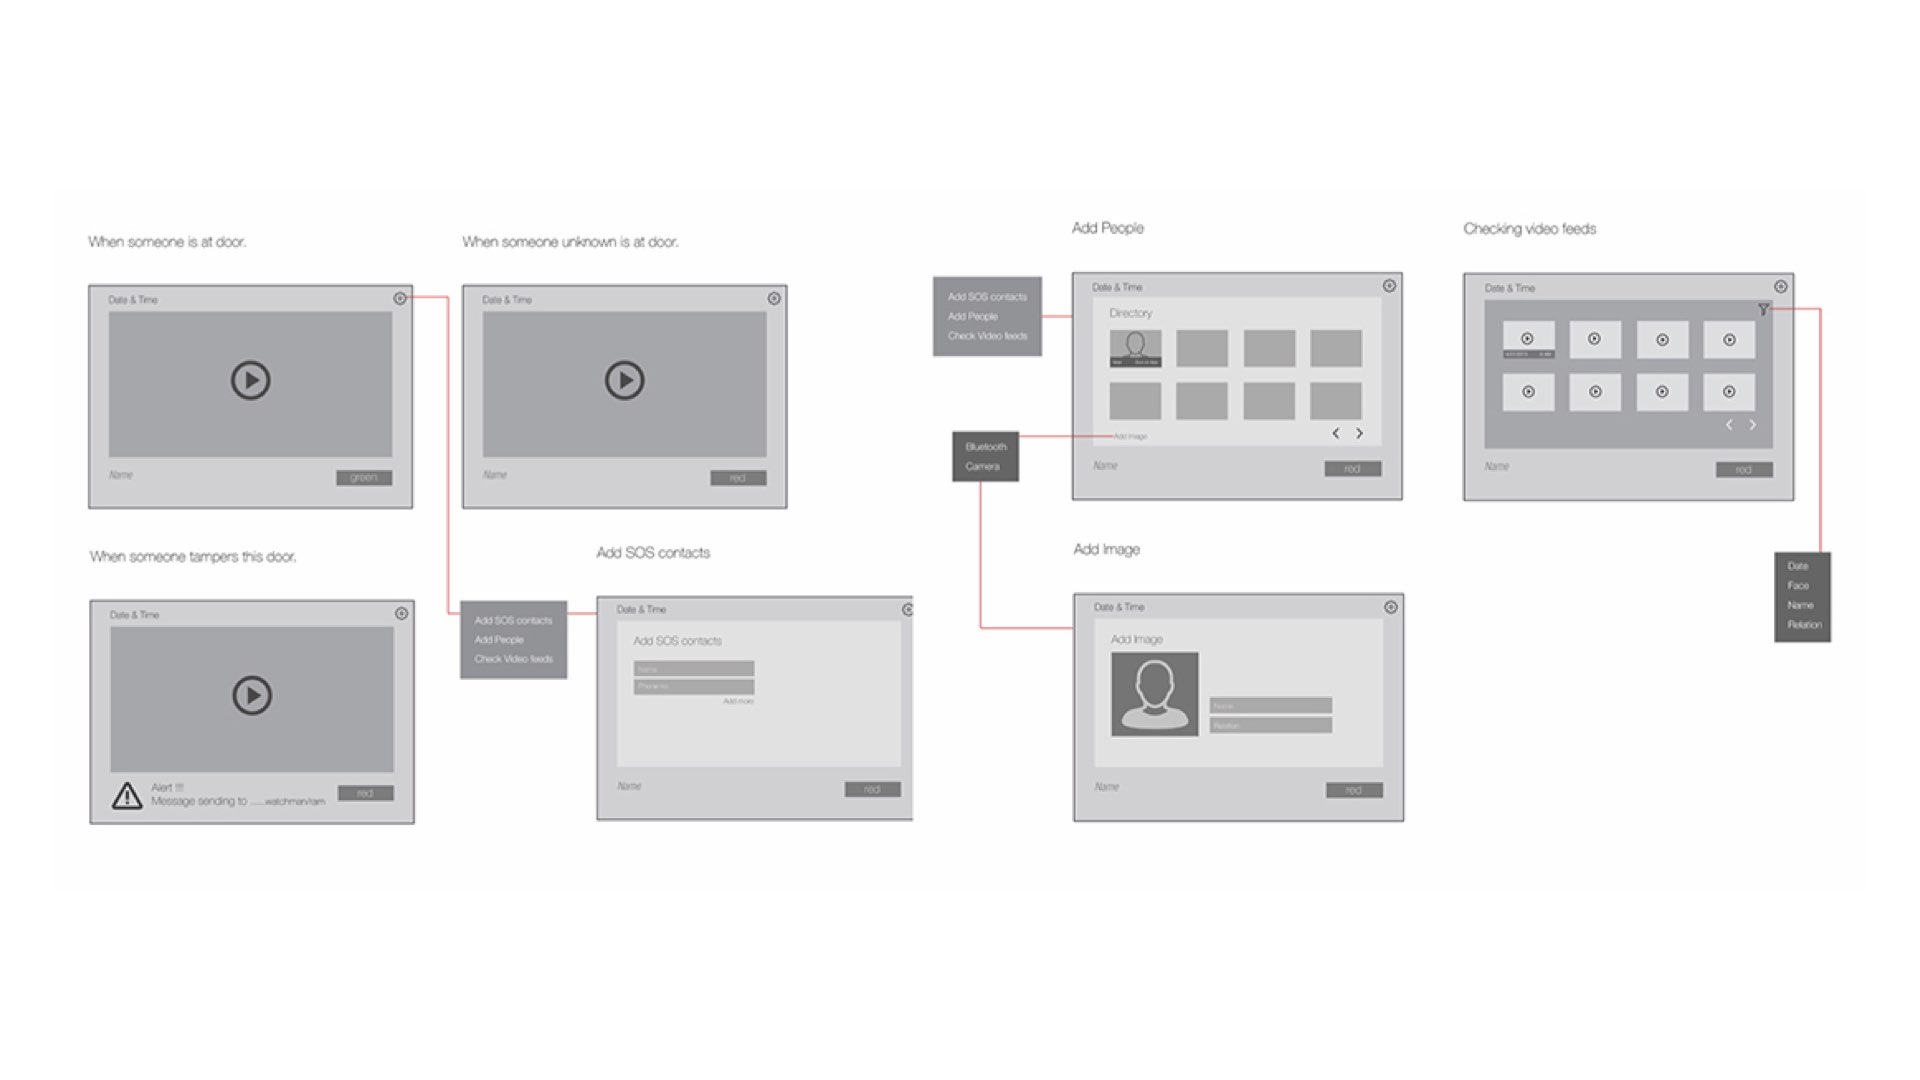 When someone is at door.
Date & Time
Name
green
When someone unknown is at door.
Date & Time
Name
red
When someone tampers this door.
Date & Time
Alert !!!
Message sending to ......watchman/ram
red
Add SOS contacts
Add People
Check Video feeds
Add SOS contacts
Date & Time
Add SOS contacts
Name
Phone no
Add more
Name
red
Add SOS contacts
Add People
Check Video feeds
Add People
Date & Time
Directory
Add Image
Name
red
Bluetooth
Camera
Add Image
Date & Time
Add Image
Name
Relation
Name
red
Checking video feeds
Date & Time
Name
red
Date
Face
Name
Relation